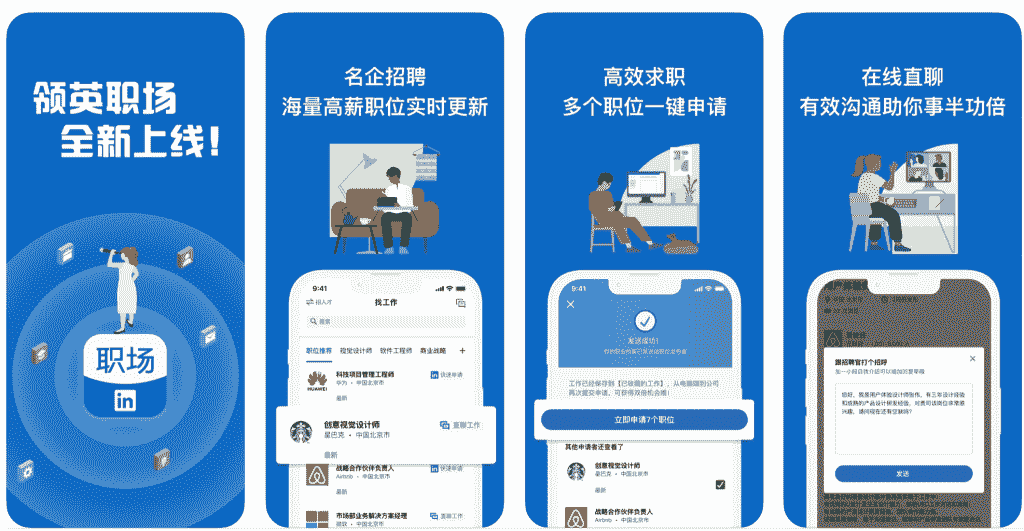 领英职场
全新上线!
职场
in
名企招聘
海量高薪职位实时更新
9:41
招人才
找工作
搜索
职位推荐 视觉设计师 软件工程师 商业战略 +
HUAWEI
科技项目管理工程师
华为 · 中国北京市
in 快速申请
最新
创意视觉设计师
星巴克 · 中国北京市
直聊工作
最新
战略合作伙伴负责人
Airbnb · 中国北京市
in 快速申请
最新
市场部业务解决方案经理
微软 · 中国北京市
直聊工作
高效求职
多个职位一键申请
9:41
发送成功!
工作已经保存到【已收藏的工作】,从电脑端到公司
再次提交申请,可获得双倍机会哦!
立即申请7个职位
其他申请者还查看了
创意视觉设计师
星巴克 · 中国北京市
最新
战略合作伙伴负责人
Airbnb · 中国北京市
在线直聊
有效沟通助你事半功倍
9:41
跟招聘官打个招呼
加一小段自我介绍可以增加回复率哦
您好,我是用户体验设计师张伟,有三年设计经验
和成熟的产品设计研发经验,对贵司该岗位非常感
兴趣,请问现在还有空缺吗?
发送